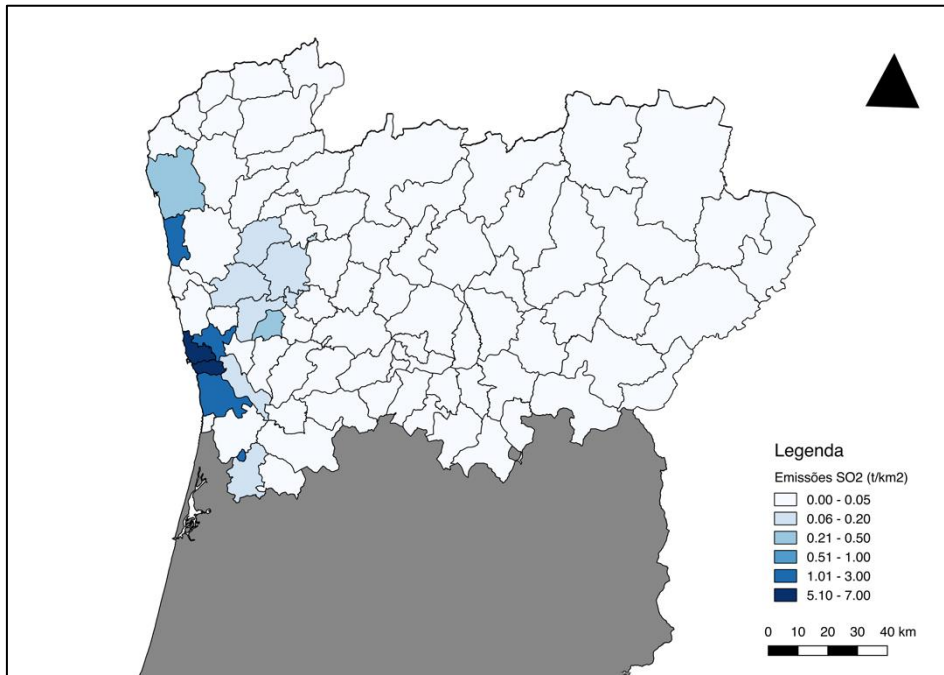 Legenda
Emissões SO2 (t/km2)
0.00 - 0.05
0.06 - 0.20
0.21 - 0.50
0.51 - 1.00
1.01 - 3.00
5.10 - 7.00
0 10 20 30 40 km